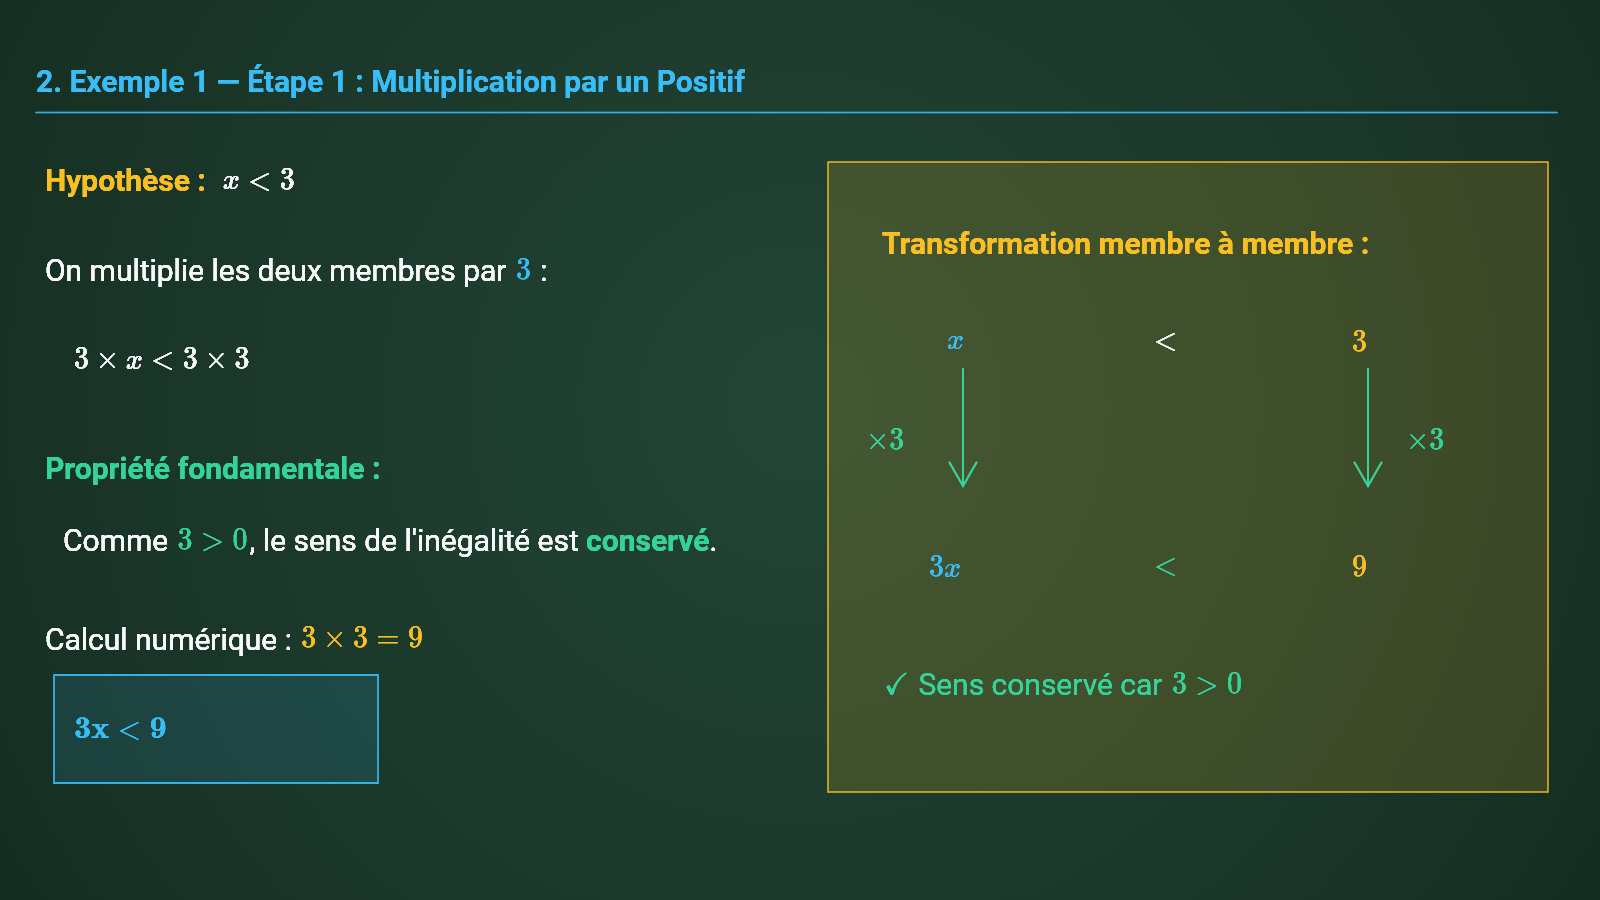 2. Exemple 1 — Étape 1 : Multiplication par un Positif
Hypothèse : x < 3
On multiplie les deux membres par 3 :
3 × x < 3 × 3
Propriété fondamentale :
Comme 3 > 0, le sens de l'inégalité est conservé.
Calcul numérique : 3 × 3 = 9
3x < 9
Transformation membre à membre :
x < 3
×3 ×3
3x < 9
✓ Sens conservé car 3 > 0